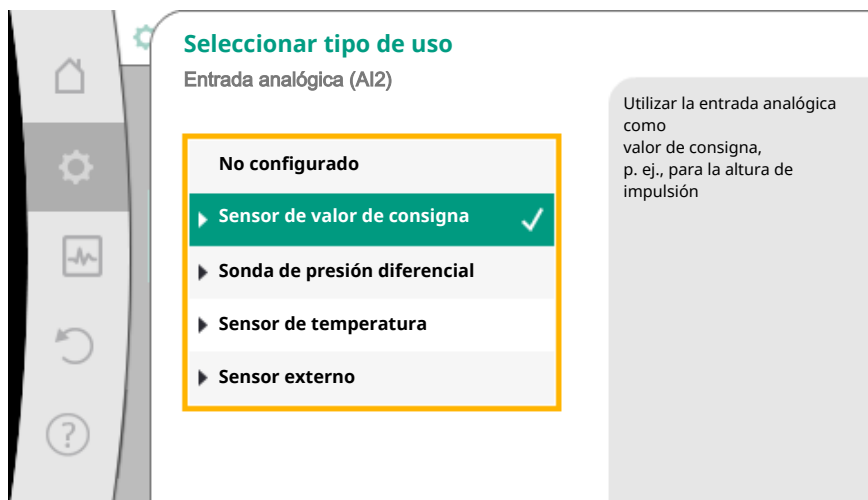 Seleccionar tipo de uso
Entrada analógica (AI2)
No configurado
Sensor de valor de consigna
Sonda de presión diferencial
Sensor de temperatura
Sensor externo
Utilizar la entrada analógica
como
valor de consigna,
p. ej., para la altura de
impulsión
?